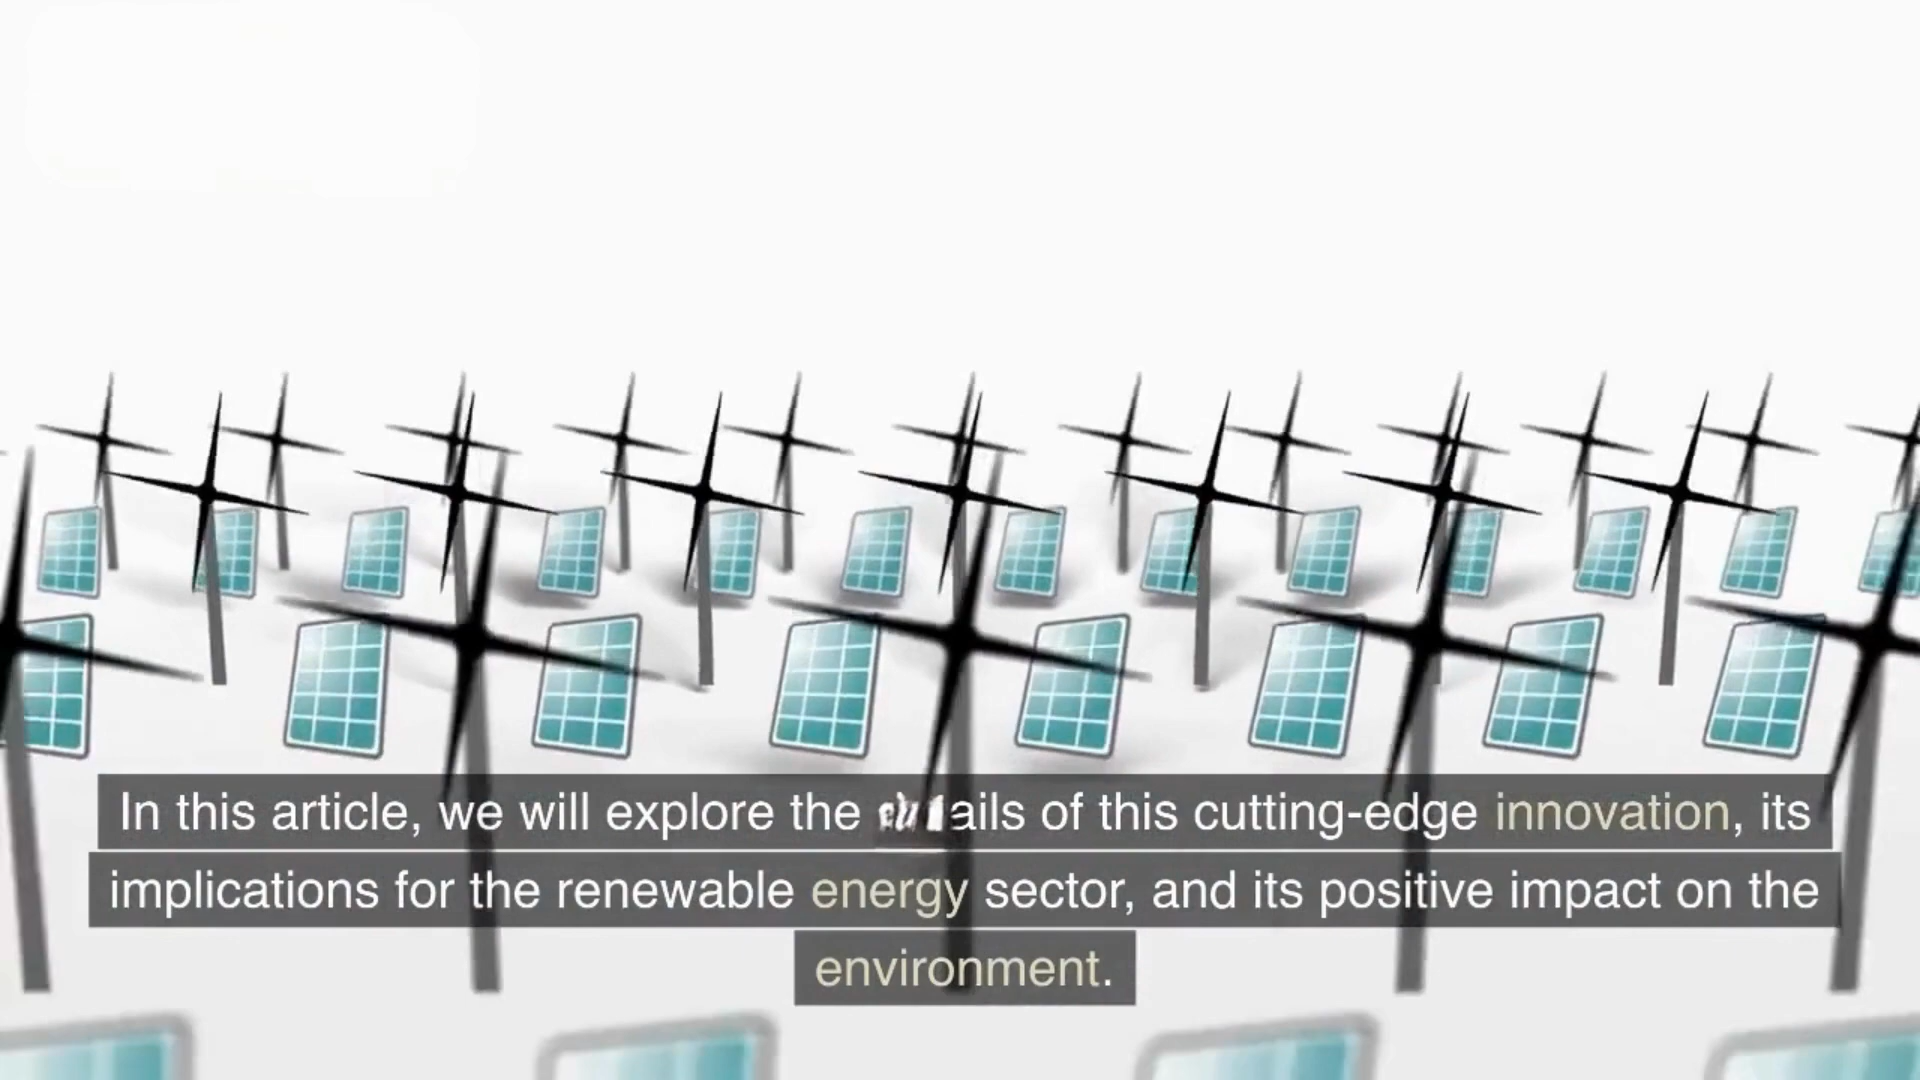 In this article, we will explore the ails of this cutting-edge innovation, its
implications for the renewable energy sector, and its positive impact on the
environment.